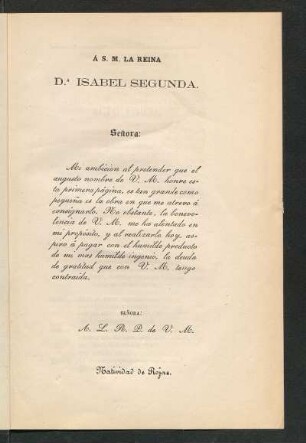 Á S. M. LA REINA
D.ª ISABEL SEGUNDA.
Señora:
Mi ambicion al pretender que el
augusto nombre de V. M. honre es-
ta primera página, es tan grande como
pequeña es la obra en que me atrevo á
consignarlo. No obstante, la benevo-
lencia de V. M. me ha alentado en
mi propósito, y al realizarlo hoy, as-
piro á pagar con el humilde producto
de mi mas humilde ingenio, la deuda
de gratitud que con V. M. tengo
contraida.
SEÑORA:
A. L. R. P. de V. M.
Natividad de Rojas.